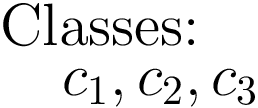 Classes:
c₁, c₂, c₃